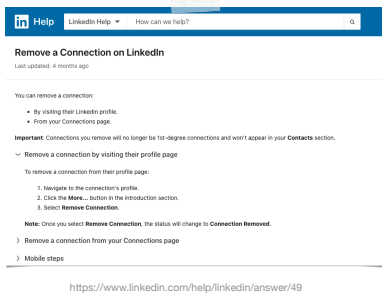 in Help
LinkedIn Help
How can we help?
Remove a Connection on LinkedIn
Last updated: 4 months ago
You can remove a connection:
• By visiting their LinkedIn profile.
• From your Connections page.
Important: Connections you remove will no longer be 1st-degree connections and won't appear in your Contacts section.
Remove a connection by visiting their profile page
To remove a connection from their profile page:
1. Navigate to the connection's profile.
2. Click the More... button in the introduction section.
3. Select Remove Connection.
Note: Once you select Remove Connection, the status will change to Connection Removed.
Remove a connection from your Connections page
Mobile steps
https://www.linkedin.com/help/linkedin/answer/49